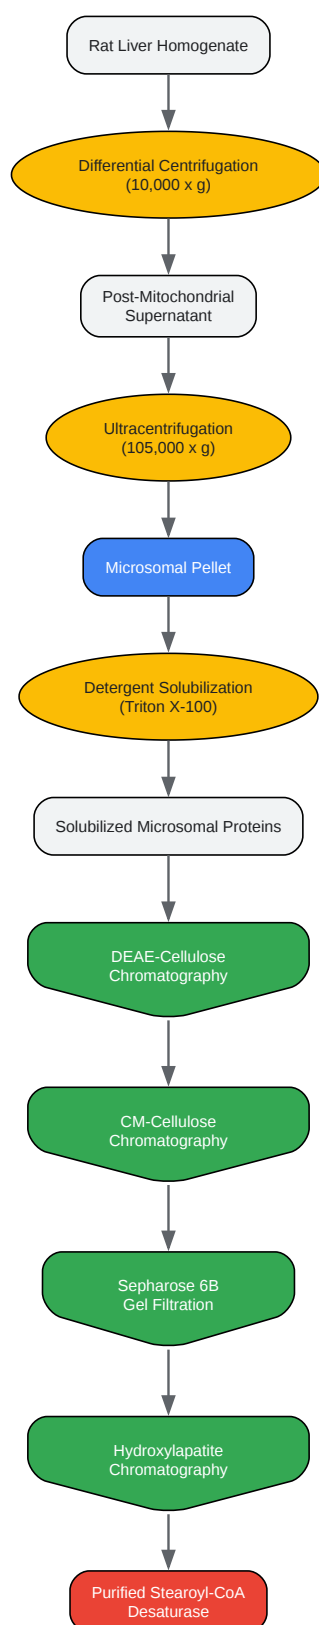 Rat Liver Homogenate
Differential Centrifugation
(10,000 x g)
Post-Mitochondrial
Supernatant
Ultracentrifugation
(105,000 x g)
Microsomal Pellet
Detergent Solubilization
(Triton X-100)
Solubilized Microsomal Proteins
DEAE-Cellulose
Chromatography
CM-Cellulose
Chromatography
Sepharose 6B
Gel Filtration
Hydroxylapatite
Chromatography
Purified Stearoyl-CoA
Desaturase